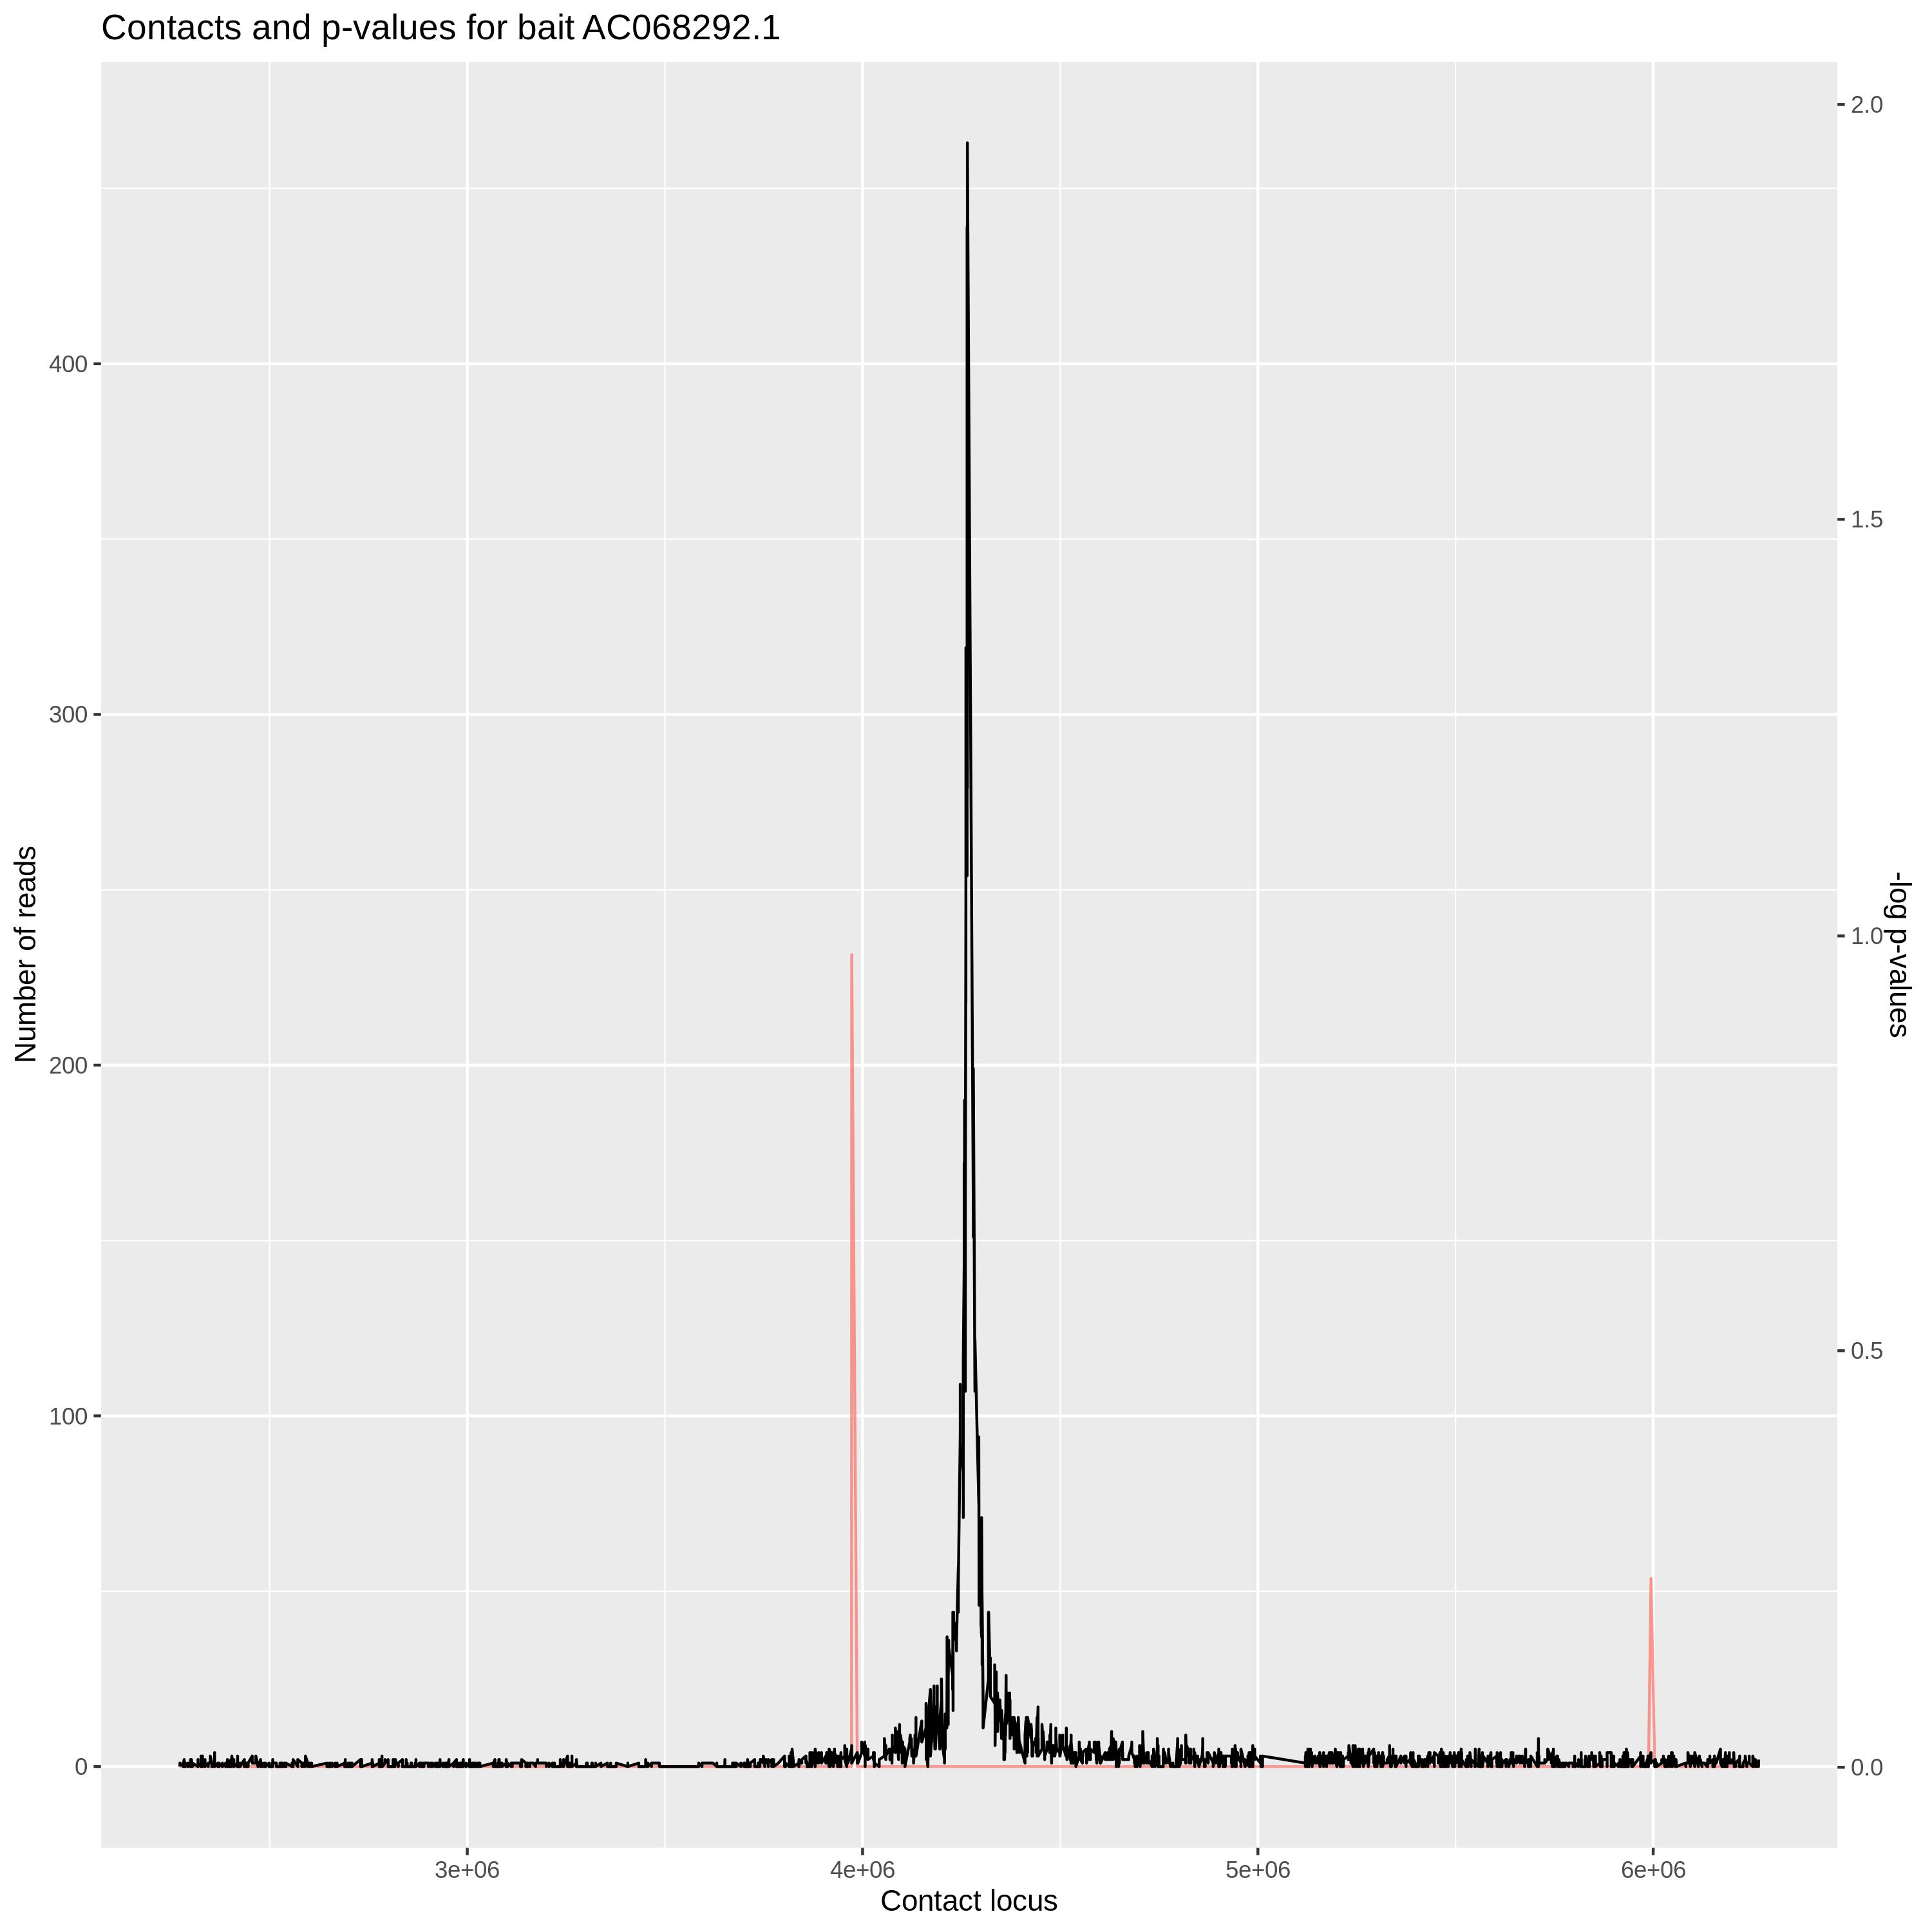 Contacts and p-values for bait AC068292.1
Number of reads
400
300
200
100
0
2.0
1.5
1.0
0.5
0.0
-log p-values
3e+06
4e+06
5e+06
6e+06
Contact locus